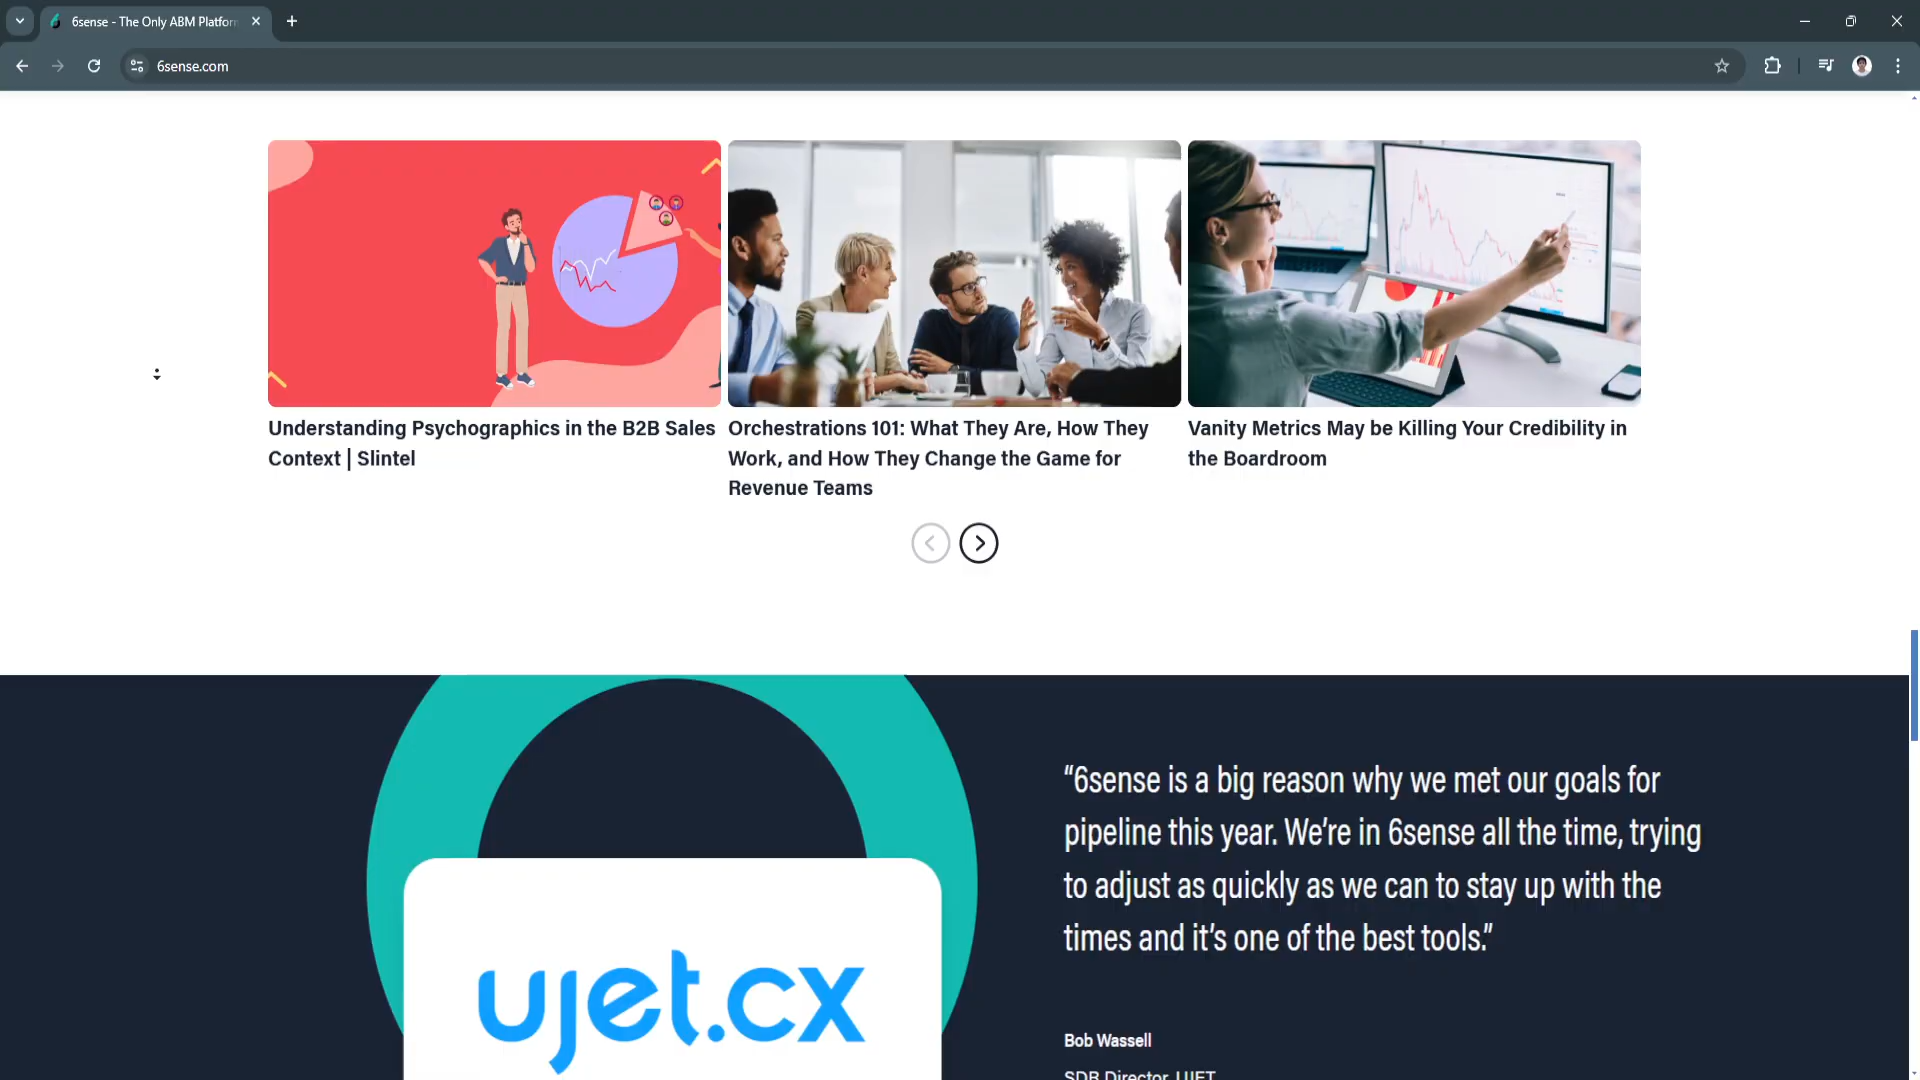 6sense - The Only ABM Platform
6sense.com
Understanding Psychographics in the B2B Sales
Context | Slintel
Orchestrations 101: What They Are, How They
Work, and How They Change the Game for
Revenue Teams
Vanity Metrics May be Killing Your Credibility in
the Boardroom
“6sense is a big reason why we met our goals for
pipeline this year. We’re in 6sense all the time, trying
to adjust as quickly as we can to stay up with the
times and it’s one of the best tools.”
ujet.cx
Bob Wassell
SDR Director, UJET